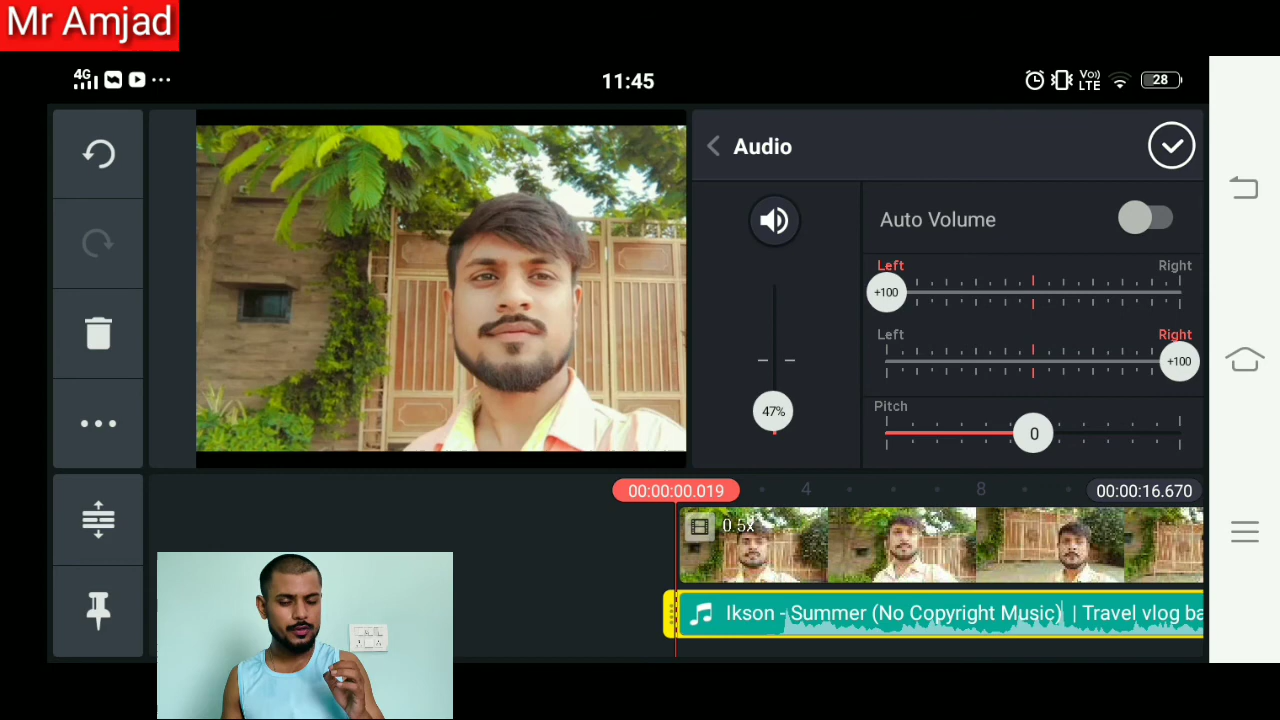 Mr Amjad
4G
11:45
Vo)
LTE
28
Audio
Auto Volume
Left Right
+100
Left Right
+100
47%
Pitch
0
00:00:00.019
4
8
00:00:16.670
0.5x
Ikson - Summer (No Copyright Music) | Travel vlog ba